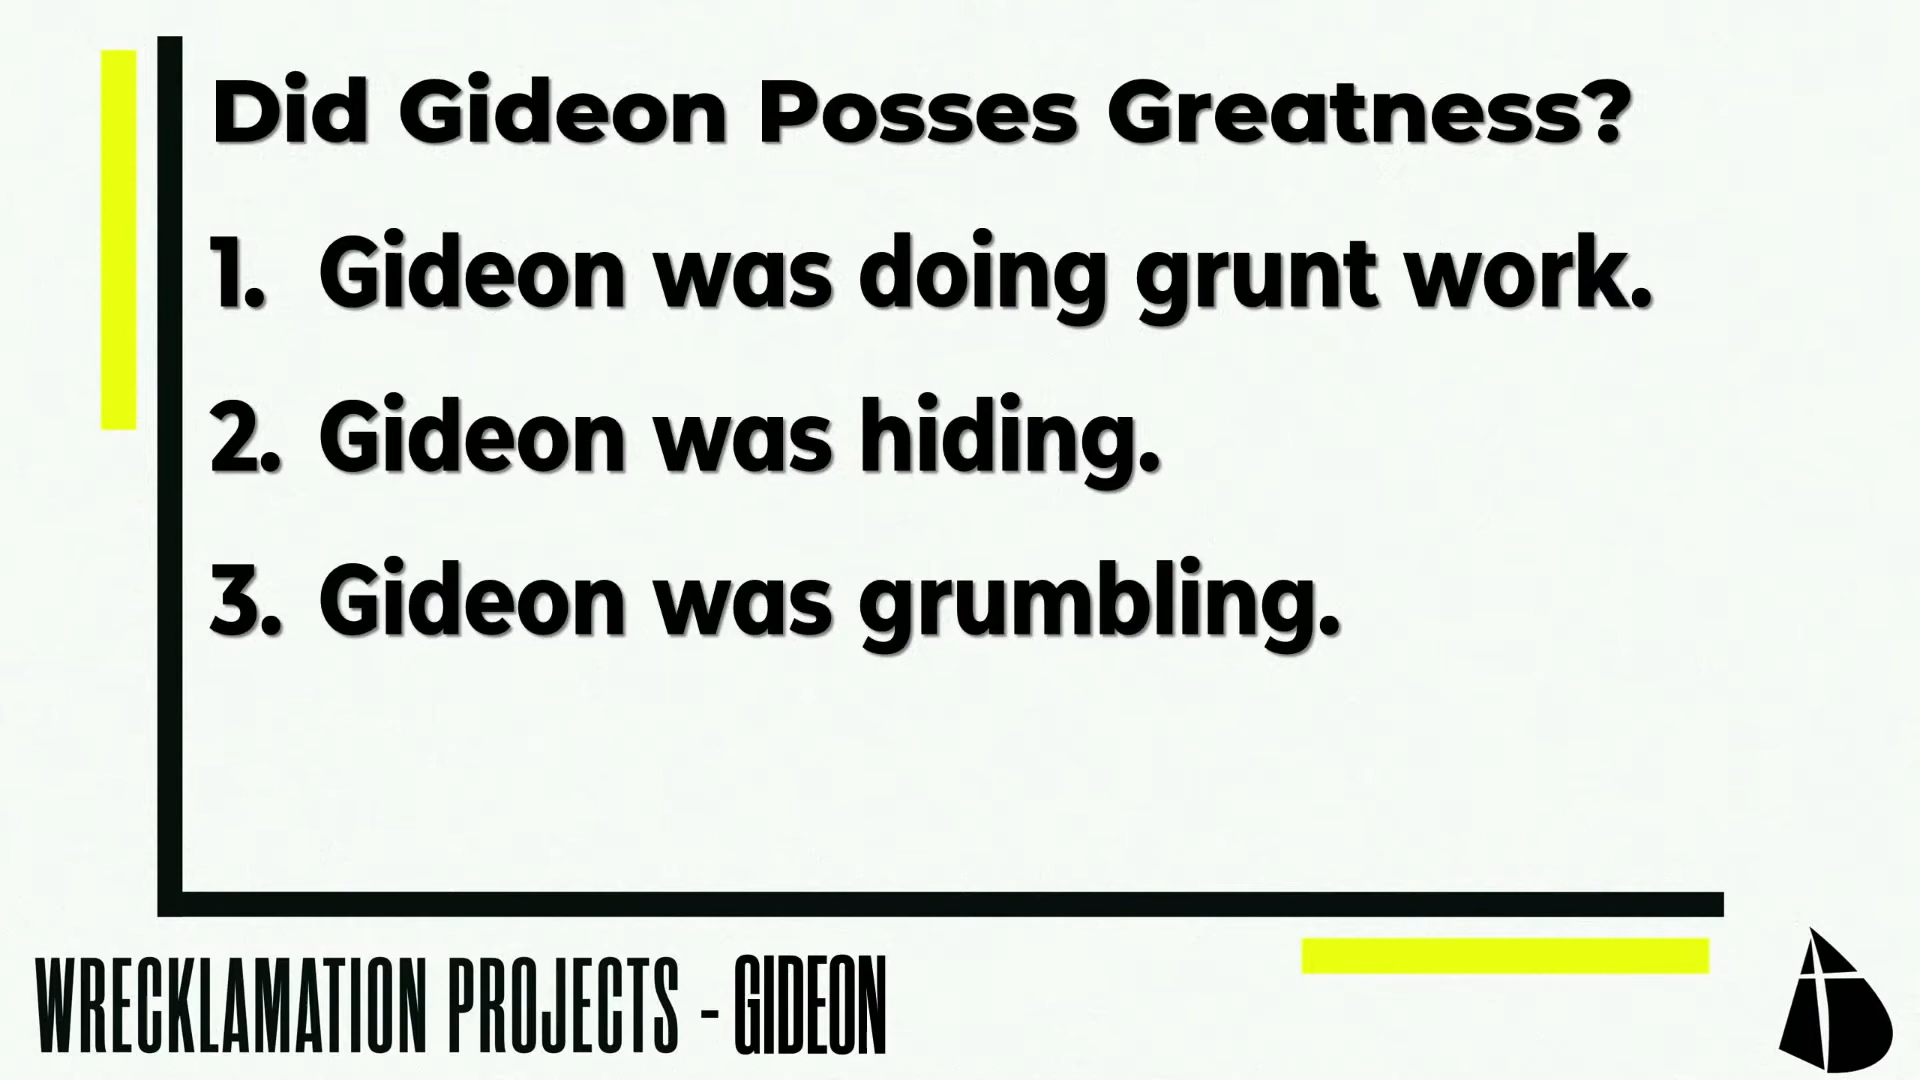 Did Gideon Posses Greatness?
1. Gideon was doing grunt work.
2. Gideon was hiding.
3. Gideon was grumbling.
WRECKLAMATION PROJECTS - GIDEON